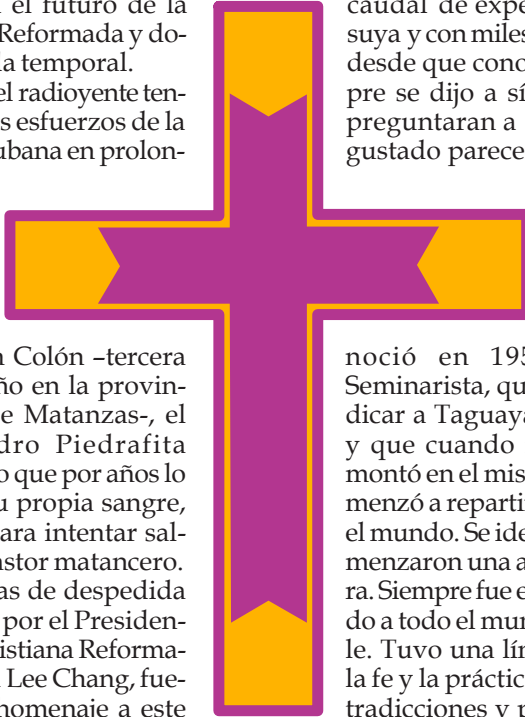 el futuro de la
Reformada y do-
la temporal.
el radioyente ten-
s esfuerzos de la
ubana en prolon-
n Colón –tercera
ño en la provin-
e Matanzas-, el
dro Piedrafita
o que por años lo
u propia sangre,
ara intentar sal-
astor matancero.
as de despedida
por el Presiden-
istiana Reforma-
Lee Chang, fue-
homenaje a este
caudal de expe
suya y con miles
desde que cono
pre se dijo a sí
preguntaran a
gustado parece
noció en 195
Seminarista, qu
dicar a Taguaya
y que cuando
montó en el mis
menzó a repartir
el mundo. Se ide
menzaron una a
ra. Siempre fue e
do a todo el mun
le. Tuvo una lín
la fe y la práctic
tradicciones y p